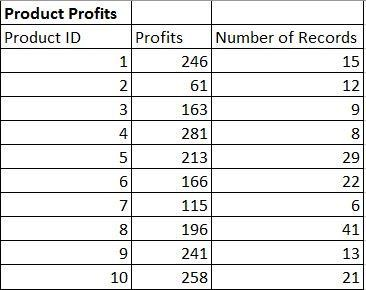 Product Profits
Product ID Profits Number of Records
1 246 15
2 61 12
3 163 9
4 281 8
5 213 29
6 166 22
7 115 6
8 196 41
9 241 13
10 258 21